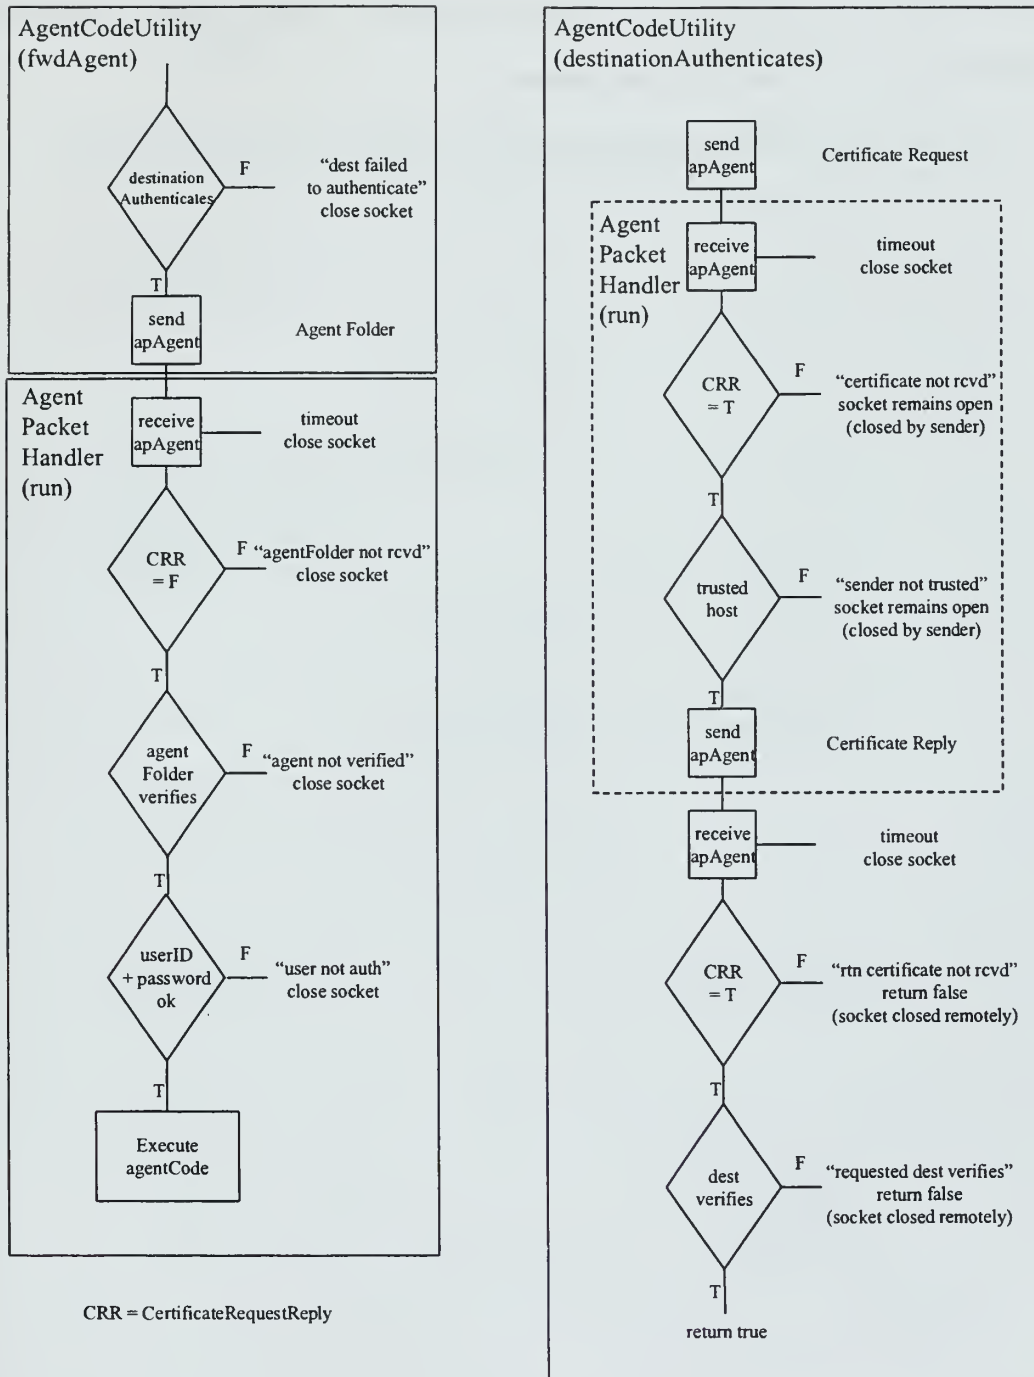 AgentCodeUtility
(fwdAgent)
destination
Authenticates
F
“dest failed
to authenticate”
close socket
T
send
apAgent
Agent Folder
Agent
Packet
Handler
(run)
receive
apAgent
timeout
close socket
CRR
= F
F
“agentFolder not rcvd”
close socket
T
agent
Folder
verifies
F
“agent not verified”
close socket
T
userID
+ password
ok
F
“user not auth”
close socket
T
Execute
agentCode
CRR = CertificateRequestReply
AgentCodeUtility
(destinationAuthenticates)
send
apAgent
Certificate Request
Agent
Packet
Handler
(run)
receive
apAgent
timeout
close socket
CRR
= T
F
“certificate not rcvd”
socket remains open
(closed by sender)
T
trusted
host
F
“sender not trusted”
socket remains open
(closed by sender)
T
send
apAgent
Certificate Reply
receive
apAgent
timeout
close socket
CRR
= T
F
“rtn certificate not rcvd”
return false
(socket closed remotely)
T
dest
verifies
F
“requested dest verifies”
return false
(socket closed remotely)
T
return true